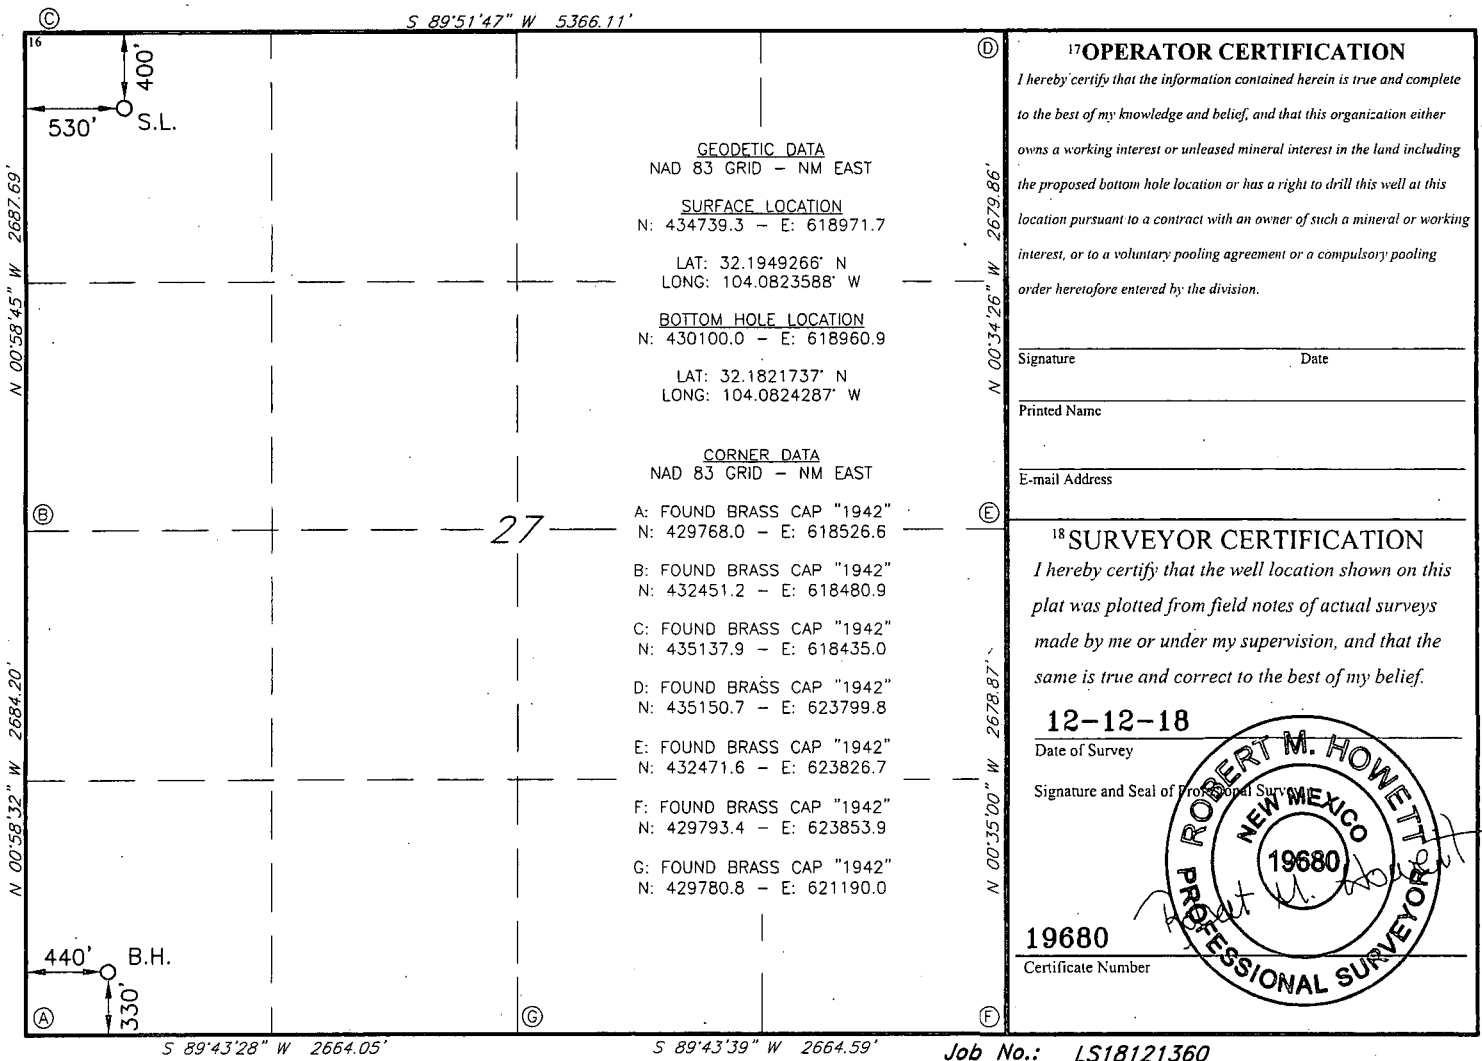 Ⓒ
S 89°51'47" W 5366.11'
16
400'
Ⓓ
530'
S.L.
N 00°58'45" W 2687.69'
GEODETIC DATA
NAD 83 GRID – NM EAST
SURFACE LOCATION
N: 434739.3 – E: 618971.7
LAT: 32.1949266° N
LONG: 104.0823588° W
BOTTOM HOLE LOCATION
N: 430100.0 – E: 618960.9
LAT: 32.1821737° N
LONG: 104.0824287° W
CORNER DATA
NAD 83 GRID – NM EAST
A: FOUND BRASS CAP "1942"
N: 429768.0 – E: 618526.6
B: FOUND BRASS CAP "1942"
N: 432451.2 – E: 618480.9
C: FOUND BRASS CAP "1942"
N: 435137.9 – E: 618435.0
D: FOUND BRASS CAP "1942"
N: 435150.7 – E: 623799.8
E: FOUND BRASS CAP "1942"
N: 432471.6 – E: 623826.7
F: FOUND BRASS CAP "1942"
N: 429793.4 – E: 623853.9
G: FOUND BRASS CAP "1942"
N: 429780.8 – E: 621190.0
N 00°34'26" W 2679.86'
Ⓑ
27
Ⓔ
N 00°58'32" W 2684.20'
N 00°35'00" W 2678.87'
440'
B.H.
330'
Ⓐ
Ⓖ
Ⓕ
S 89°43'28" W 2664.05'
S 89°43'39" W 2664.59'
17 OPERATOR CERTIFICATION
I hereby certify that the information contained herein is true and complete
to the best of my knowledge and belief, and that this organization either
owns a working interest or unleased mineral interest in the land including
the proposed bottom hole location or has a right to drill this well at this
location pursuant to a contract with an owner of such a mineral or working
interest, or to a voluntary pooling agreement or a compulsory pooling
order heretofore entered by the division.
Signature Date
Printed Name
E-mail Address
18 SURVEYOR CERTIFICATION
I hereby certify that the well location shown on this
plat was plotted from field notes of actual surveys
made by me or under my supervision, and that the
same is true and correct to the best of my belief.
12–12–18
Date of Survey
Signature and Seal of Professional Surveyor
ROBERT M. HOWETT
NEW MEXICO
19680
PROFESSIONAL SURVEYOR
Robert M. Howett
19680
Certificate Number
Job No.: LS18121360